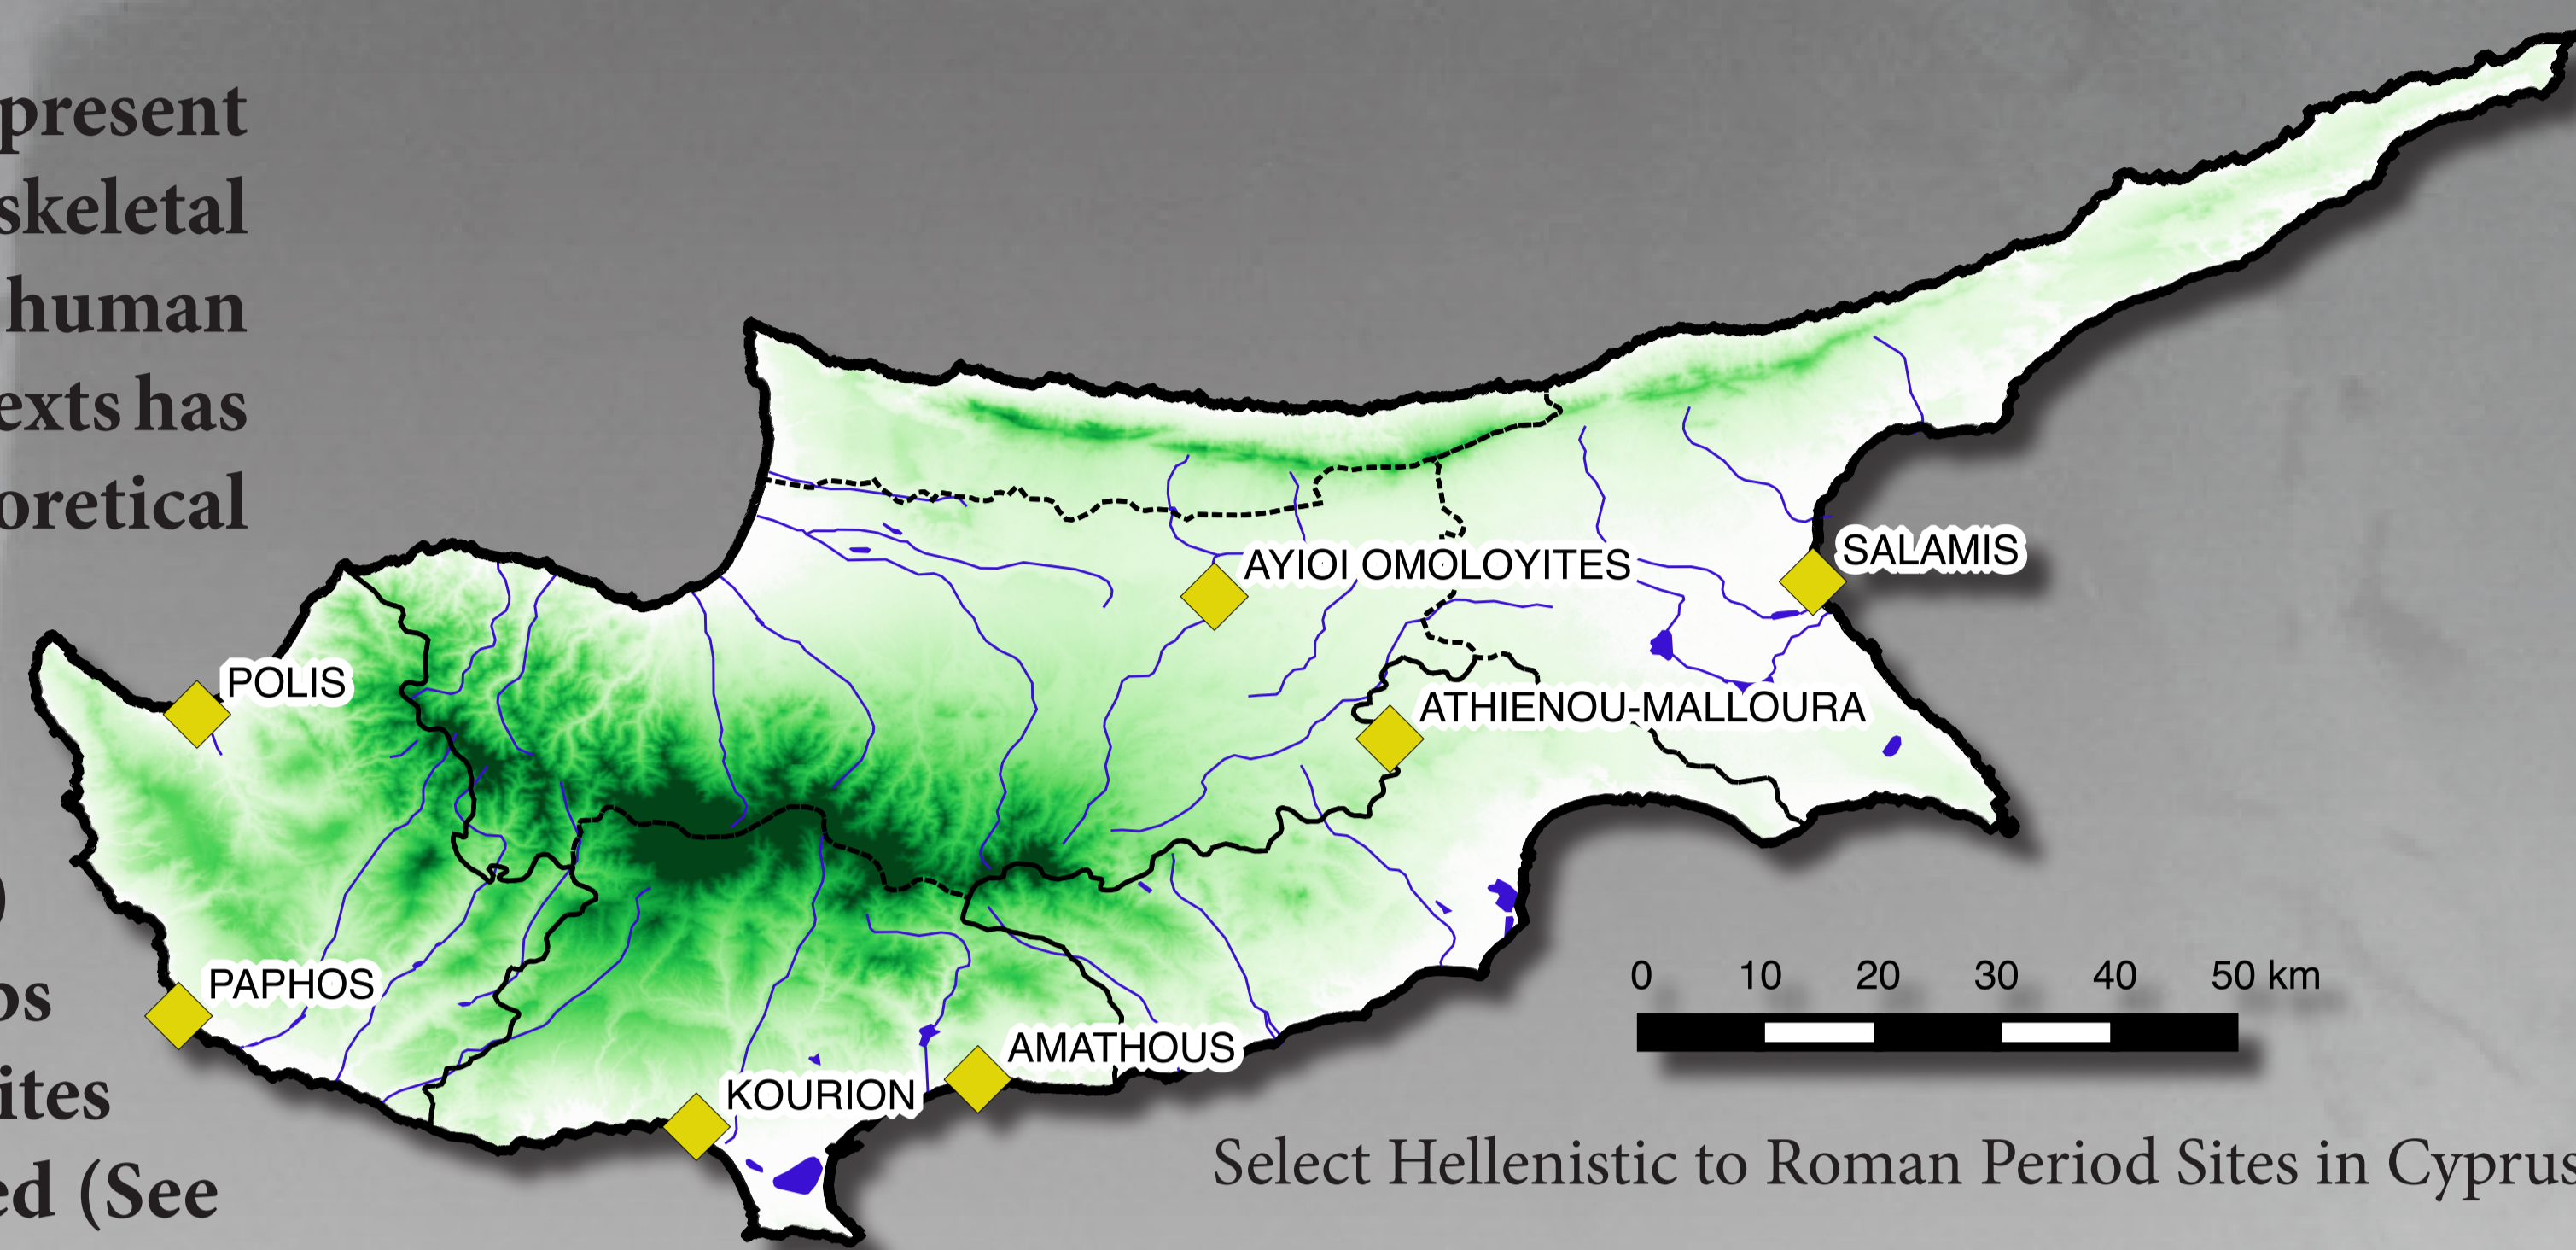 present
skeletal
human
exts has
oretical
)
os
ites
ed (See
SALAMIS
AYIOI OMOLOYITES
POLIS
ATHIENOU-MALLOURA
PAPHOS
AMATHOUS
KOURION
0 10 20 30 40 50 km
Select Hellenistic to Roman Period Sites in Cyprus